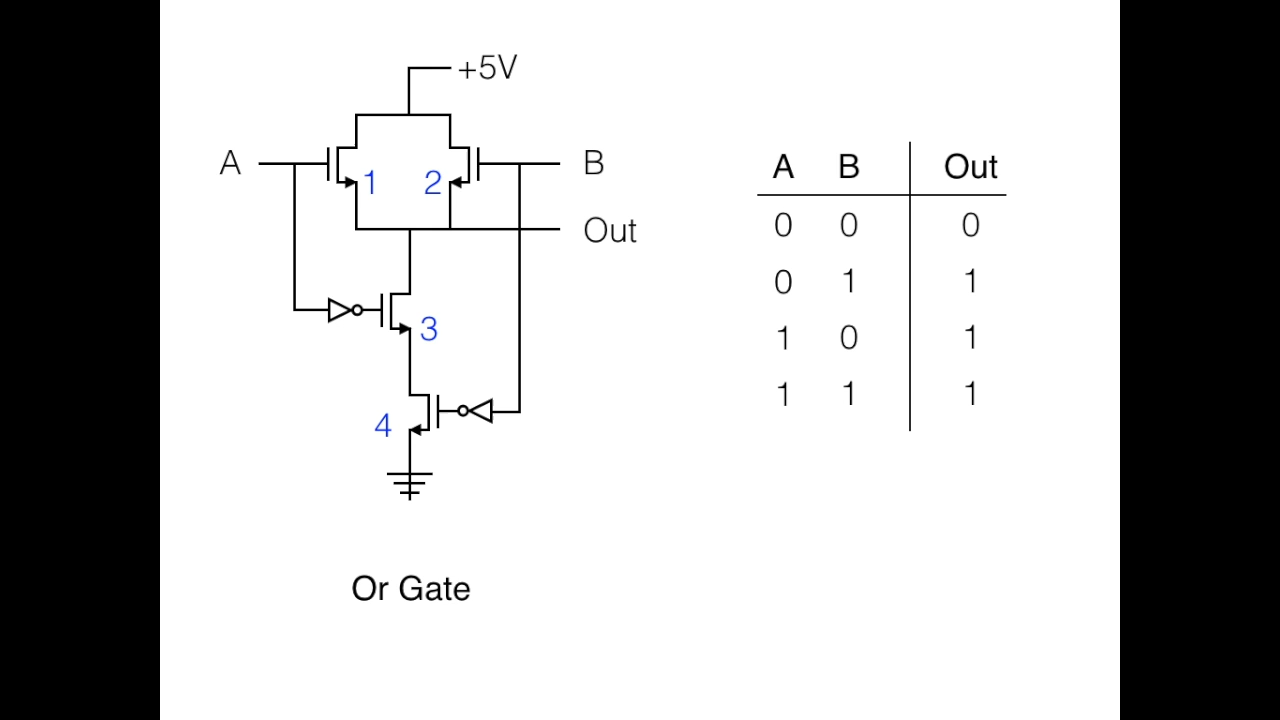 +5V
A
1
2
B
Out
3
4
Or Gate
A B Out
0 0 0
0 1 1
1 0 1
1 1 1